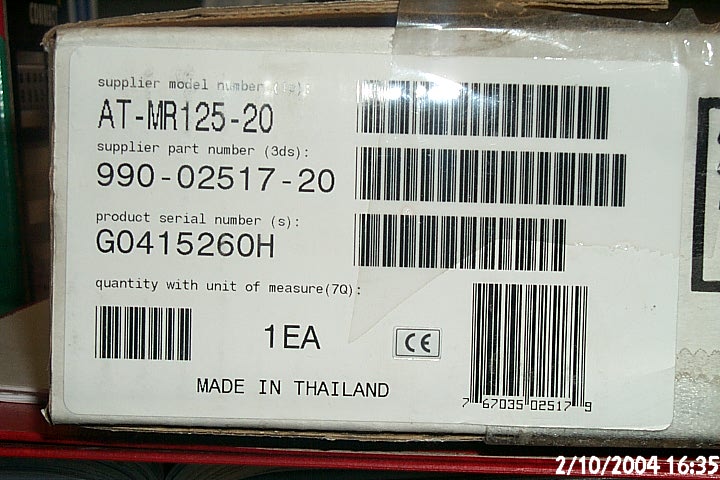 supplier model number
AT-MR125-20
supplier part number (3ds):
990-02517-20
product serial number (s):
G0415260H
quantity with unit of measure(7Q):
1EA
CE
MADE IN THAILAND
7 67035 02517 9
2/10/2004 16:35